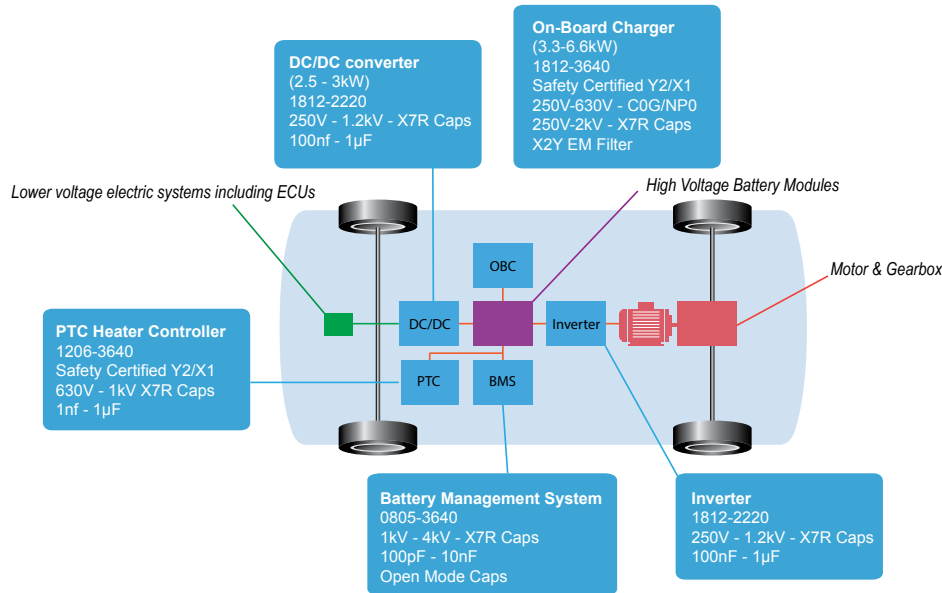 DC/DC converter
(2.5 - 3kW)
1812-2220
250V - 1.2kV - X7R Caps
100nf - 1µF
On-Board Charger
(3.3-6.6kW)
1812-3640
Safety Certified Y2/X1
250V-630V - C0G/NP0
250V-2kV - X7R Caps
X2Y EM Filter
Lower voltage electric systems including ECUs
High Voltage Battery Modules
OBC
Motor & Gearbox
DC/DC
Inverter
PTC Heater Controller
1206-3640
Safety Certified Y2/X1
630V - 1kV X7R Caps
1nf - 1µF
PTC
BMS
Battery Management System
0805-3640
1kV - 4kV - X7R Caps
100pF - 10nF
Open Mode Caps
Inverter
1812-2220
250V - 1.2kV - X7R Caps
100nF - 1µF